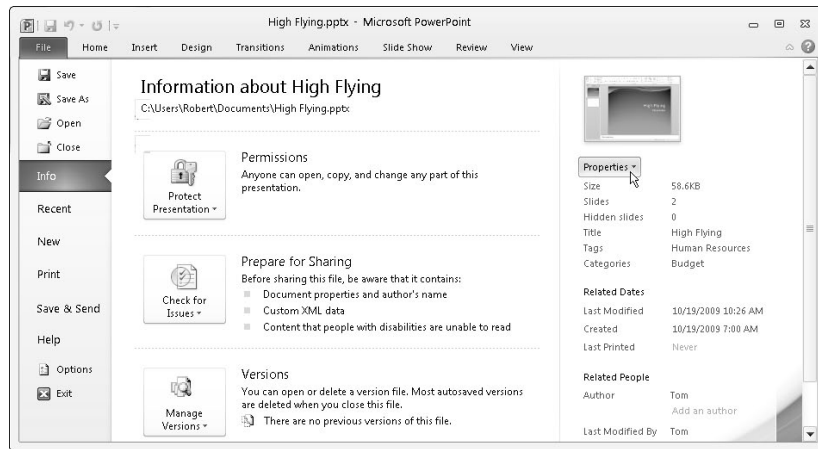 High Flying.pptx - Microsoft PowerPoint
File Home Insert Design Transitions Animations Slide Show Review View
Save
Save As
Open
Close
Info
Recent
New
Print
Save & Send
Help
Options
Exit
Information about High Flying
C:\Users\Robert\Documents\High Flying.pptx
Protect
Presentation
Permissions
Anyone can open, copy, and change any part of this
presentation.
Check for
Issues
Prepare for Sharing
Before sharing this file, be aware that it contains:
Document properties and author's name
Custom XML data
Content that people with disabilities are unable to read
Manage
Versions
Versions
You can open or delete a version file. Most autosaved versions
are deleted when you close this file.
There are no previous versions of this file.
High Flying
Properties
Size 58.6KB
Slides 2
Hidden slides 0
Title High Flying
Tags Human Resources
Categories Budget
Related Dates
Last Modified 10/19/2009 10:26 AM
Created 10/19/2009 7:00 AM
Last Printed Never
Related People
Author Tom
Add an author
Last Modified By Tom